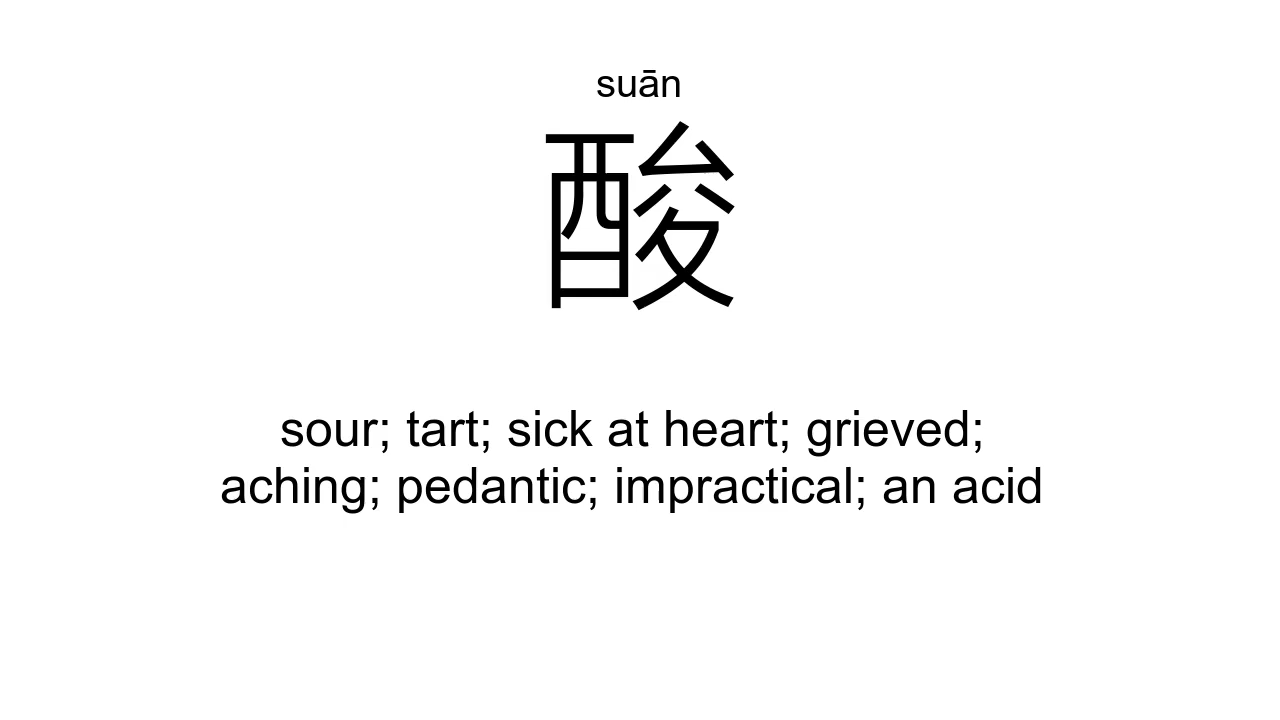 suān
酸
sour; tart; sick at heart; grieved;
aching; pedantic; impractical; an acid